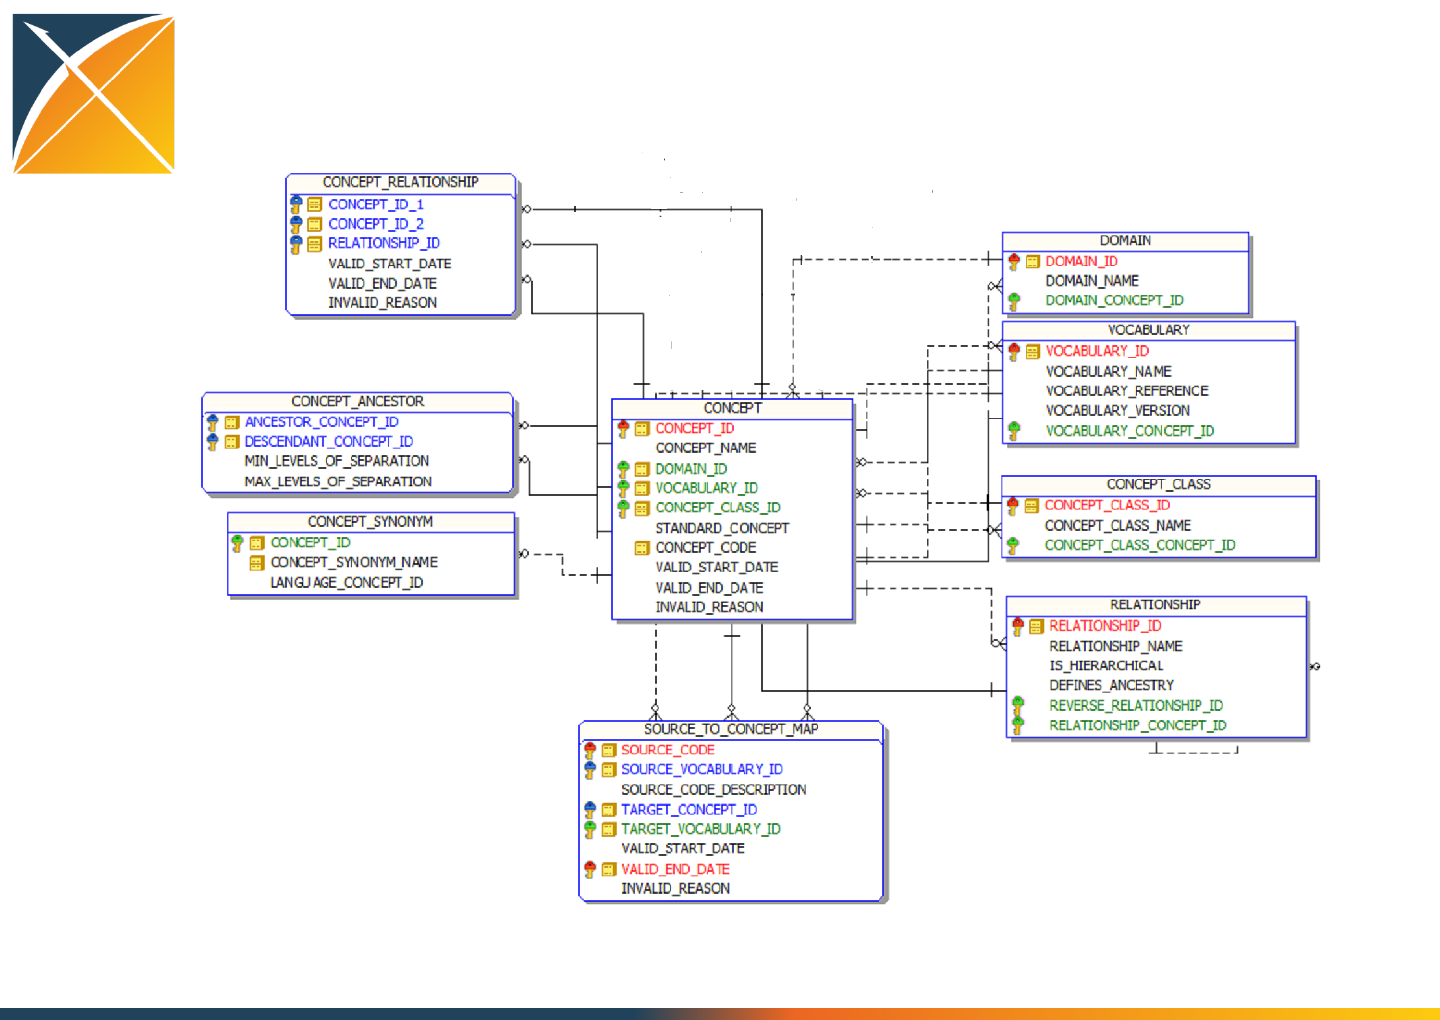 CONCEPT_RELATIONSHIP
CONCEPT_ID_1
CONCEPT_ID_2
RELATIONSHIP_ID
VALID_START_DATE
VALID_END_DATE
INVALID_REASON
CONCEPT_ANCESTOR
ANCESTOR_CONCEPT_ID
DESCENDANT_CONCEPT_ID
MIN_LEVELS_OF_SEPARATION
MAX_LEVELS_OF_SEPARATION
CONCEPT_SYNONYM
CONCEPT_ID
CONCEPT_SYNONYM_NAME
LANGUAGE_CONCEPT_ID
CONCEPT
CONCEPT_ID
CONCEPT_NAME
DOMAIN_ID
VOCABULARY_ID
CONCEPT_CLASS_ID
STANDARD_CONCEPT
CONCEPT_CODE
VALID_START_DATE
VALID_END_DATE
INVALID_REASON
DOMAIN
DOMAIN_ID
DOMAIN_NAME
DOMAIN_CONCEPT_ID
VOCABULARY
VOCABULARY_ID
VOCABULARY_NAME
VOCABULARY_REFERENCE
VOCABULARY_VERSION
VOCABULARY_CONCEPT_ID
CONCEPT_CLASS
CONCEPT_CLASS_ID
CONCEPT_CLASS_NAME
CONCEPT_CLASS_CONCEPT_ID
RELATIONSHIP
RELATIONSHIP_ID
RELATIONSHIP_NAME
IS_HIERARCHICAL
DEFINES_ANCESTRY
REVERSE_RELATIONSHIP_ID
RELATIONSHIP_CONCEPT_ID
SOURCE_TO_CONCEPT_MAP
SOURCE_CODE
SOURCE_VOCABULARY_ID
SOURCE_CODE_DESCRIPTION
TARGET_CONCEPT_ID
TARGET_VOCABULARY_ID
VALID_START_DATE
VALID_END_DATE
INVALID_REASON